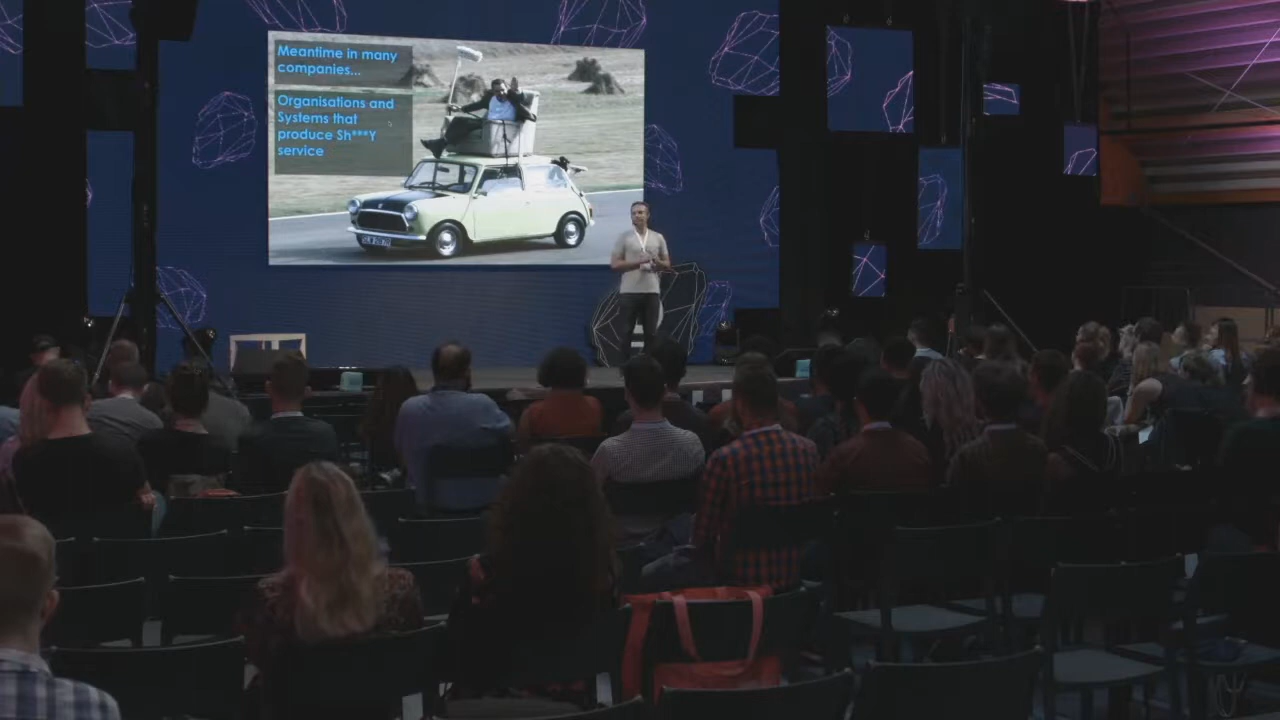 Meantime in many
companies...
Organisations and
Systems that
produce Sh***Y
service